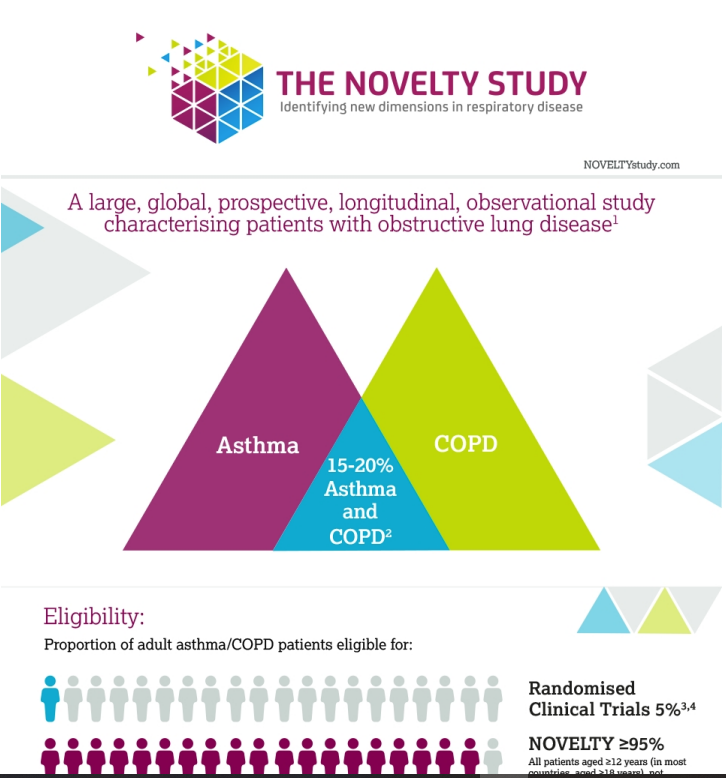 THE NOVELTY STUDY
Identifying new dimensions in respiratory disease
NOVELTYstudy.com
A large, global, prospective, longitudinal, observational study
characterising patients with obstructive lung disease¹
Asthma
COPD
15-20%
Asthma
and
COPD²
Eligibility:
Proportion of adult asthma/COPD patients eligible for:
Randomised
Clinical Trials 5%³,⁴
NOVELTY ≥95%
All patients aged ≥12 years (in most
countries, aged ≥18 years), not